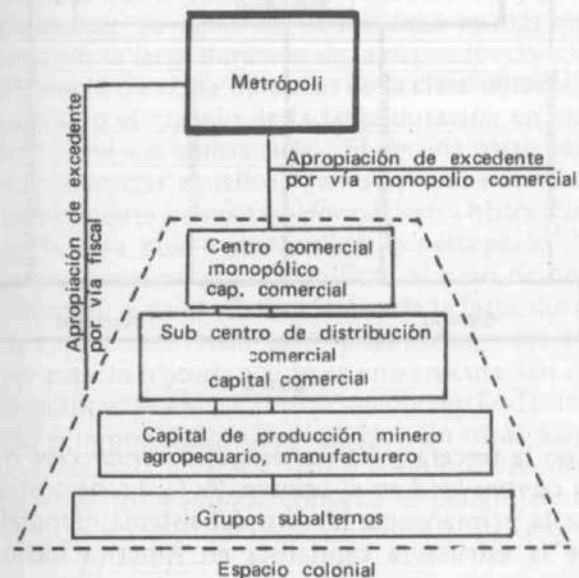 Metrópoli
Apropiación de excedente
por vía fiscal
Apropiación de excedente
por vía monopolio comercial
Centro comercial
monopólico
cap. comercial
Sub centro de distribución
comercial
capital comercial
Capital de producción minero
agropecuario, manufacturero
Grupos subalternos
Espacio colonial